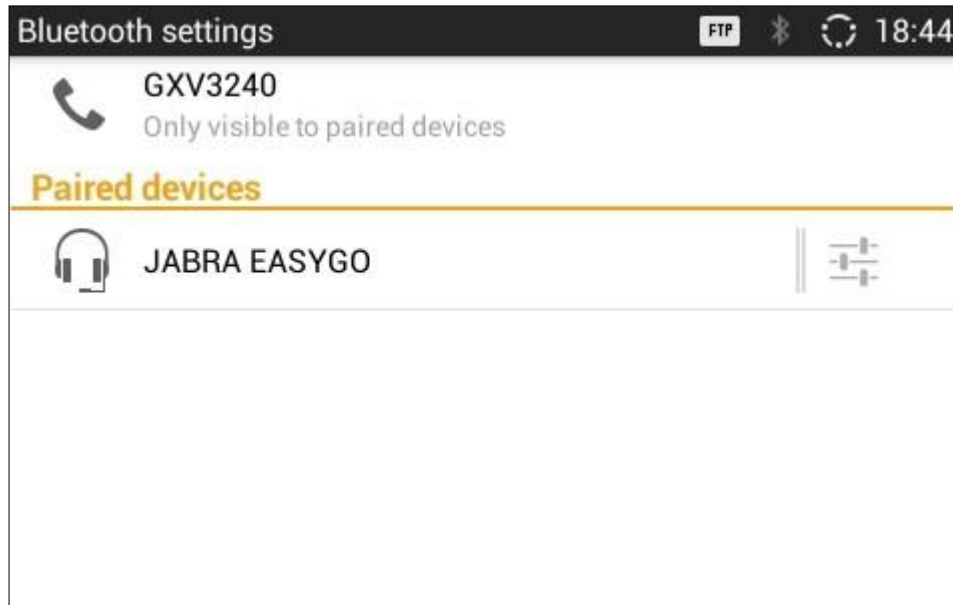 Bluetooth settings FTP 18:44
GXV3240
Only visible to paired devices
Paired devices
JABRA EASYGO